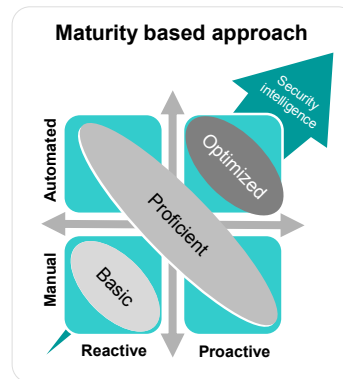 Maturity based approach
Security
intelligence
Automated
Optimized
Proficient
Manual
Basic
Reactive
Proactive